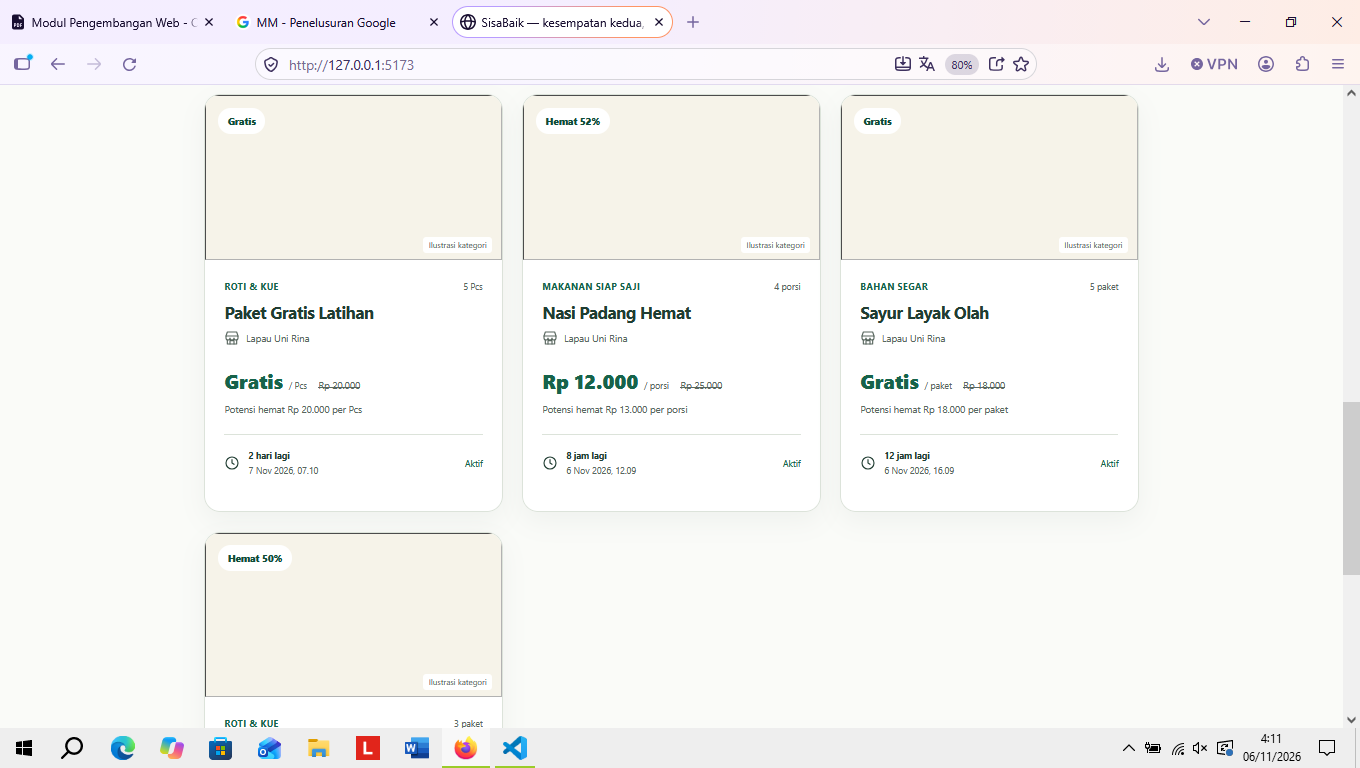 Modul Pengembangan Web - C
MM - Penelusuran Google
SisaBaik — kesempatan kedua,
http://127.0.0.1:5173
80%
VPN
Gratis
Hemat 52%
Gratis
Ilustrasi kategori
Ilustrasi kategori
Ilustrasi kategori
ROTI & KUE
5 Pcs
MAKANAN SIAP SAJI
4 porsi
BAHAN SEGAR
5 paket
Paket Gratis Latihan
Nasi Padang Hemat
Sayur Layak Olah
Lapau Uni Rina
Lapau Uni Rina
Lapau Uni Rina
Gratis / Pcs Rp 20.000
Rp 12.000 / porsi Rp 25.000
Gratis / paket Rp 18.000
Potensi hemat Rp 20.000 per Pcs
Potensi hemat Rp 13.000 per porsi
Potensi hemat Rp 18.000 per paket
2 hari lagi
7 Nov 2026, 07.10
Aktif
8 jam lagi
6 Nov 2026, 12.09
Aktif
12 jam lagi
6 Nov 2026, 16.09
Aktif
Hemat 50%
Ilustrasi kategori
ROTI & KUE
3 paket
4:11
06/11/2026